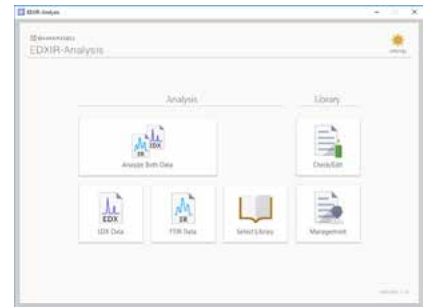 EDXIR-Analysis
EDXIR-Analysis
Analysis
Library
IR
EDX
Analyze Both Data
Check/Edit
EDX
IR
EDX Data
FTIR Data
Select Library
Management